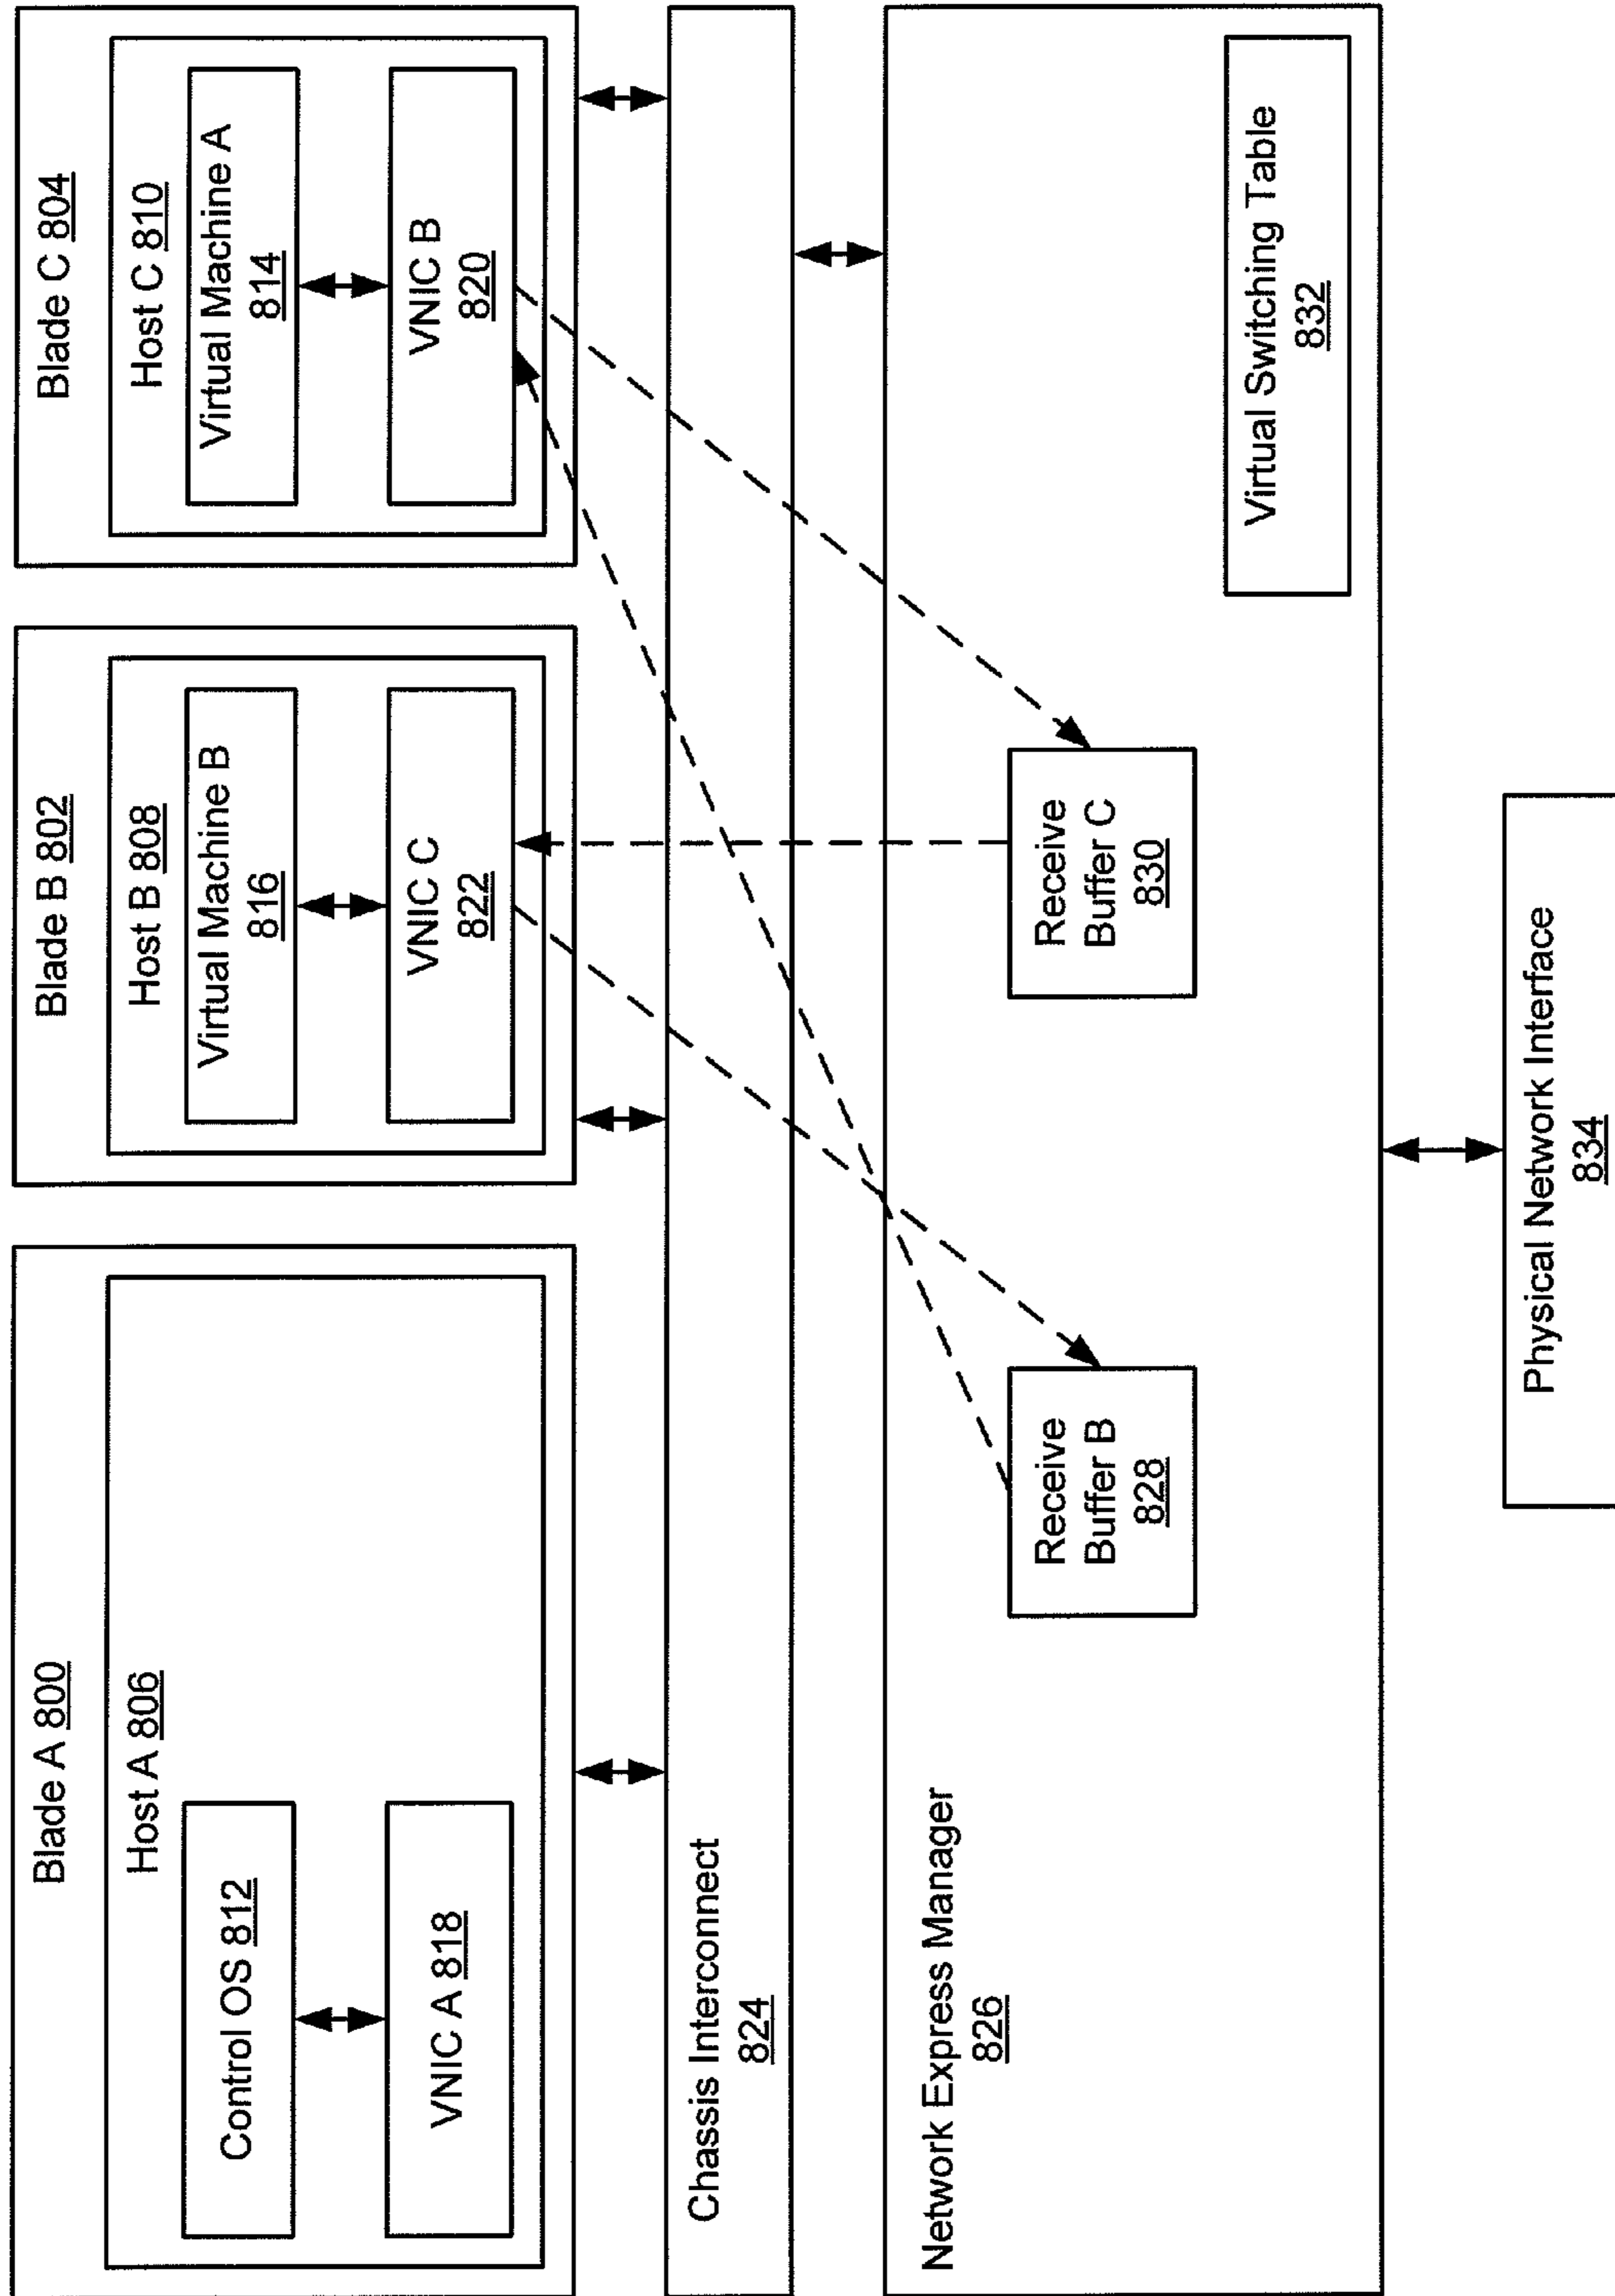 Blade A 800
Host A 806
Control OS 812
VNIC A 818
Blade B 802
Host B 808
Virtual Machine B
816
VNIC C
822
Blade C 804
Host C 810
Virtual Machine A
814
VNIC B
820
Chassis Interconnect
824
Network Express Manager
826
Receive
Buffer B
828
Receive
Buffer C
830
Virtual Switching Table
832
Physical Network Interface
834